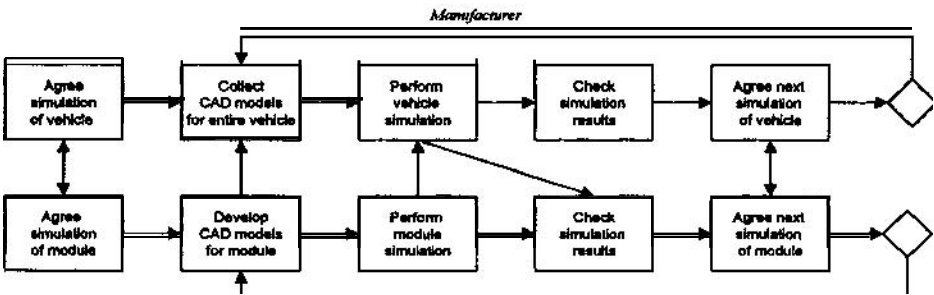 Manufacturer
Agree
simulation
of vehicle
Collect
CAD models
for entire vehicle
Perform
vehicle
simulation
Check
simulation
results
Agree next
simulation
of vehicle
Agree
simulation
of module
Develop
CAD models
for module
Perform
module
simulation
Check
simulation
results
Agree next
simulation
of module